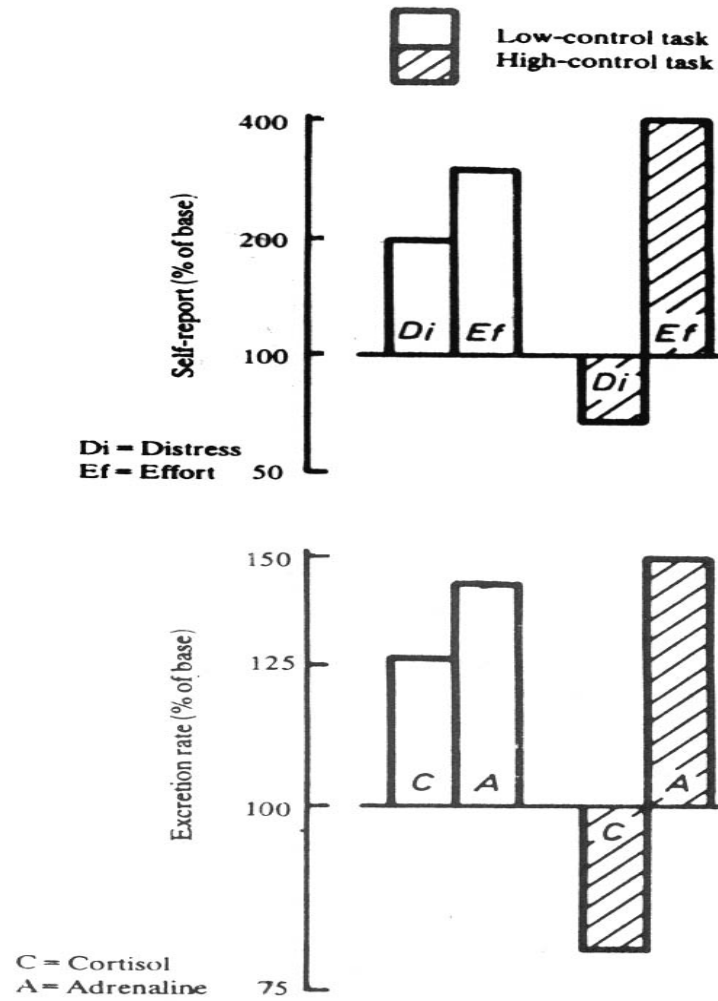 Low-control task
High-control task
400
200
100
50
Self-report (% of base)
Di Ef
Di Ef
Di = Distress
Ef = Effort
150
125
100
75
Excretion rate (% of base)
C A
C A
C = Cortisol
A = Adrenaline